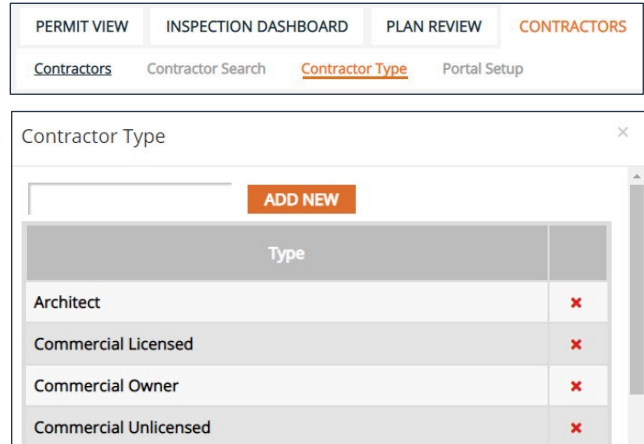 PERMIT VIEW INSPECTION DASHBOARD PLAN REVIEW CONTRACTORS
Contractors Contractor Search Contractor Type Portal Setup
Contractor Type ×
ADD NEW
Type
Architect ×
Commercial Licensed ×
Commercial Owner ×
Commercial Unlicensed ×